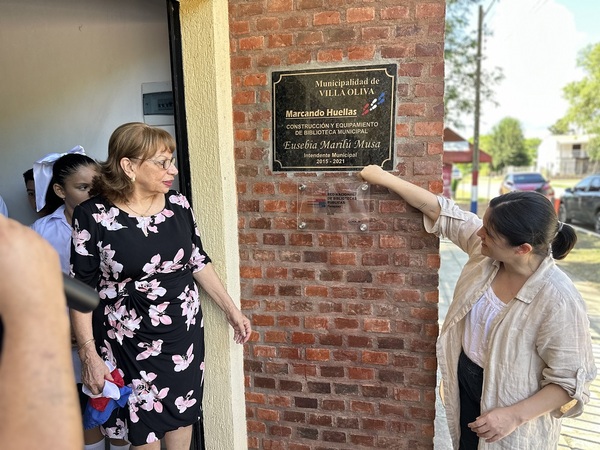 Municipalidad de
VILLA OLIVA
Marcando Huellas
CONSTRUCCIÓN Y EQUIPAMIENTO
DE BIBLIOTECA MUNICIPAL
Eusebia Marilú Musa
Intendente Municipal
2015 - 2021